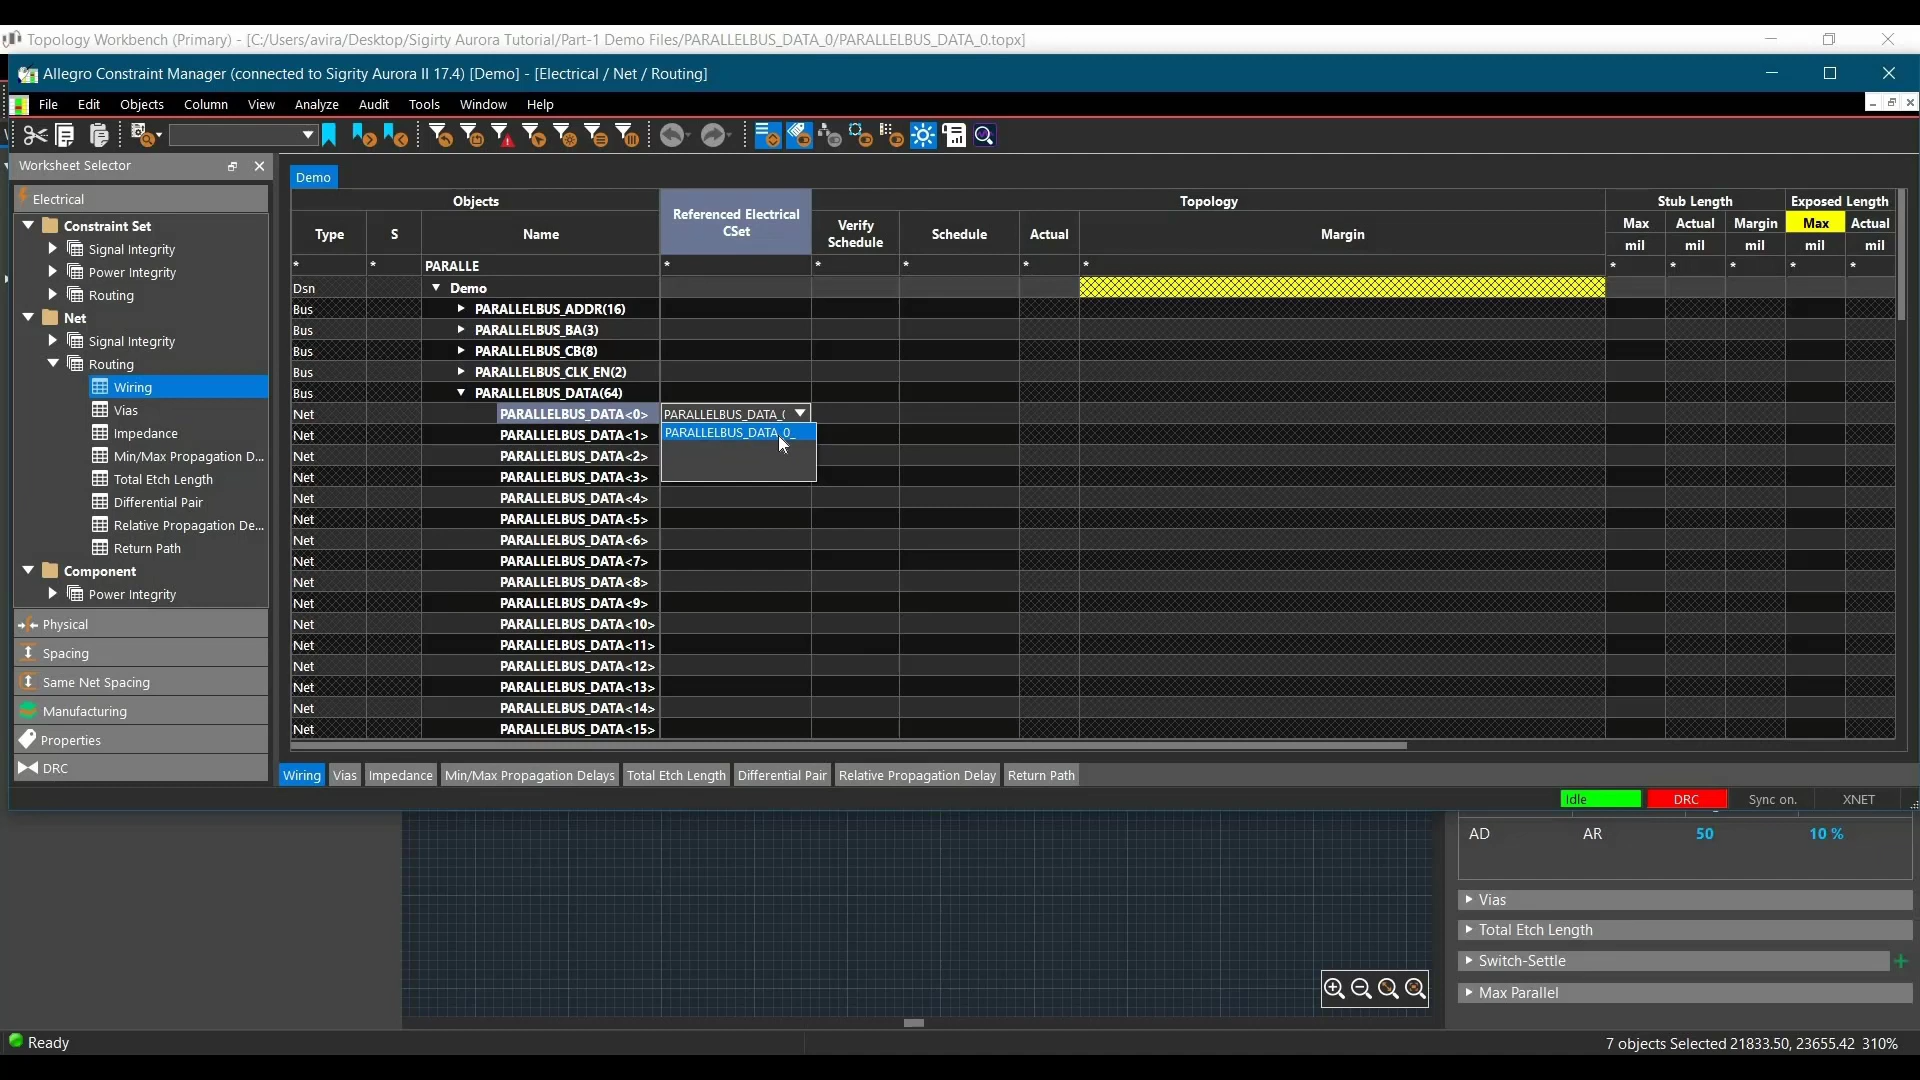 Topology Workbench (Primary) - [C:/Users/avira/Desktop/Sigirty Aurora Tutorial/Part-1 Demo Files/PARALLELBUS_DATA_0/PARALLELBUS_DATA_0.topx]
Allegro Constraint Manager (connected to Sigrity Aurora II 17.4) [Demo] - [Electrical / Net / Routing]
File Edit Objects Column View Analyze Audit Tools Window Help
Worksheet Selector
Electrical
Constraint Set
Signal Integrity
Power Integrity
Routing
Net
Signal Integrity
Routing
Wiring
Vias
Impedance
Min/Max Propagation D...
Total Etch Length
Differential Pair
Relative Propagation De...
Return Path
Component
Power Integrity
Physical
Spacing
Same Net Spacing
Manufacturing
Properties
DRC
Demo
Objects Referenced Electrical CSet Topology Stub Length Exposed Length
Type S Name Verify Schedule Schedule Actual Margin Max Actual Margin Max Actual
mil mil mil mil mil
* * PARALLE * * * * * * * * * *
Dsn Demo
Bus PARALLELBUS_ADDR(16)
Bus PARALLELBUS_BA(3)
Bus PARALLELBUS_CB(8)
Bus PARALLELBUS_CLK_EN(2)
Bus PARALLELBUS_DATA(64)
Net PARALLELBUS_DATA<0> PARALLELBUS_DATA_(
PARALLELBUS_DATA_0_
Net PARALLELBUS_DATA<1>
Net PARALLELBUS_DATA<2>
Net PARALLELBUS_DATA<3>
Net PARALLELBUS_DATA<4>
Net PARALLELBUS_DATA<5>
Net PARALLELBUS_DATA<6>
Net PARALLELBUS_DATA<7>
Net PARALLELBUS_DATA<8>
Net PARALLELBUS_DATA<9>
Net PARALLELBUS_DATA<10>
Net PARALLELBUS_DATA<11>
Net PARALLELBUS_DATA<12>
Net PARALLELBUS_DATA<13>
Net PARALLELBUS_DATA<14>
Net PARALLELBUS_DATA<15>
Wiring Vias Impedance Min/Max Propagation Delays Total Etch Length Differential Pair Relative Propagation Delay Return Path
Idle DRC Sync on. XNET
AD AR 50 10 %
Vias
Total Etch Length
Switch-Settle
Max Parallel
Ready 7 objects Selected 21833.50, 23655.42 310%